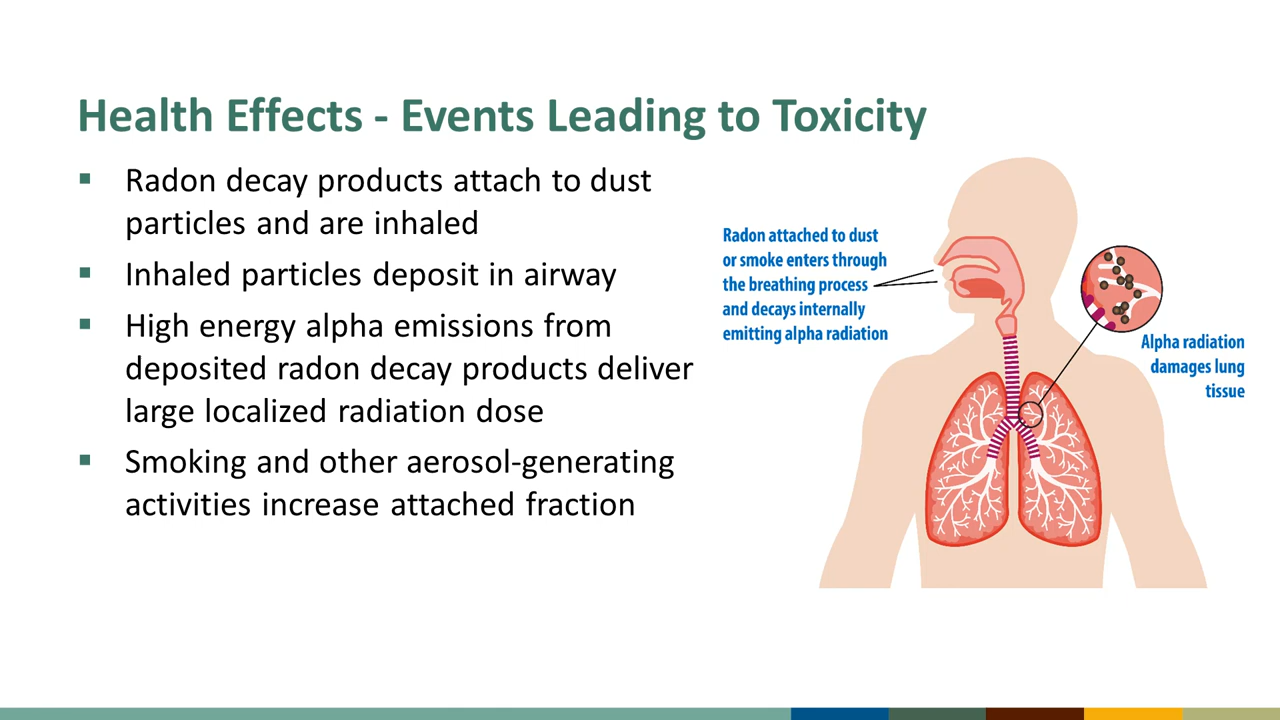 Health Effects - Events Leading to Toxicity
▪ Radon decay products attach to dust
particles and are inhaled
▪ Inhaled particles deposit in airway
▪ High energy alpha emissions from
deposited radon decay products deliver
large localized radiation dose
▪ Smoking and other aerosol-generating
activities increase attached fraction
Radon attached to dust
or smoke enters through
the breathing process
and decays internally
emitting alpha radiation
Alpha radiation
damages lung
tissue